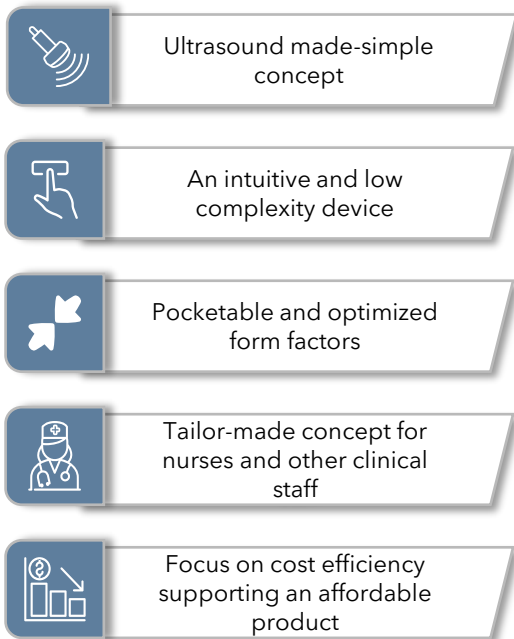 Ultrasound made-simple
concept
An intuitive and low
complexity device
Pocketable and optimized
form factors
Tailor-made concept for
nurses and other clinical
staff
Focus on cost efficiency
supporting an affordable
product